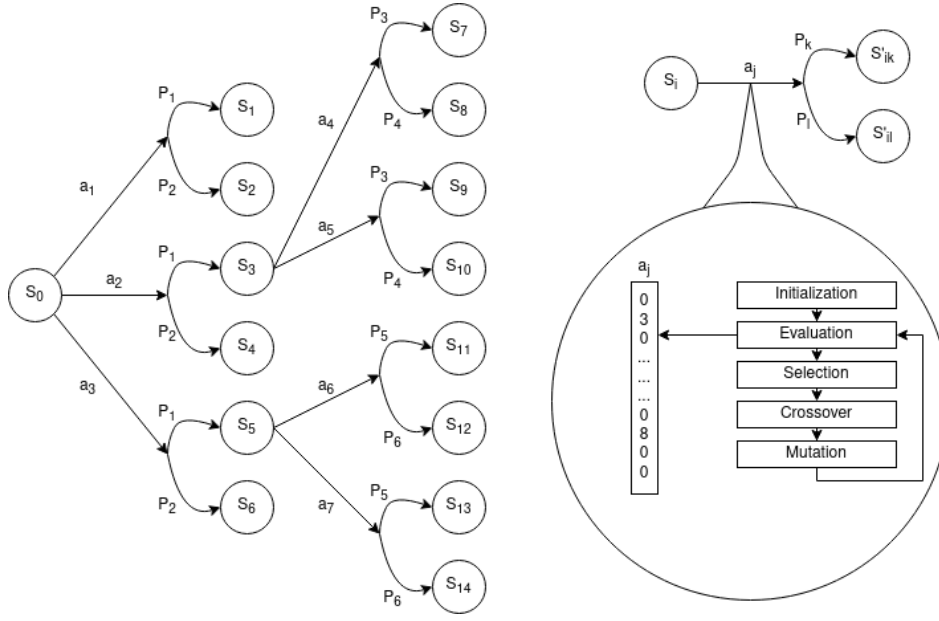 P₃
S₇
P₁
S₁
a₄
P₄
S₈
a₁
P₂
S₂
P₃
S₉
a₅
P₁
S₃
a₂
P₄
S₁₀
S₀
P₂
S₄
P₅
S₁₁
a₃
a₆
P₁
S₅
P₆
S₁₂
P₂
S₆
a₇
P₅
S₁₃
P₆
S₁₄
Sᵢ
aⱼ
Pₖ
S'ᵢₖ
Pₗ
S'ᵢₗ
aⱼ
0
3
0
...
...
...
0
8
0
0
Initialization
Evaluation
Selection
Crossover
Mutation